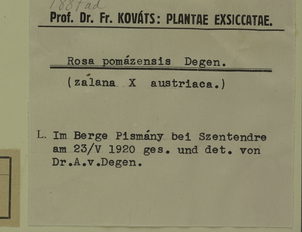 Prof. Dr. Fr. KOVÁTS: PLANTAE EXSICCATAE.
Rosa pomázensis Degen.
(zálana X austriaca.)
L. Im Berge Pismány bei Szentendre
am 23/V 1920 ges. und det. von
Dr.A.v.Degen.